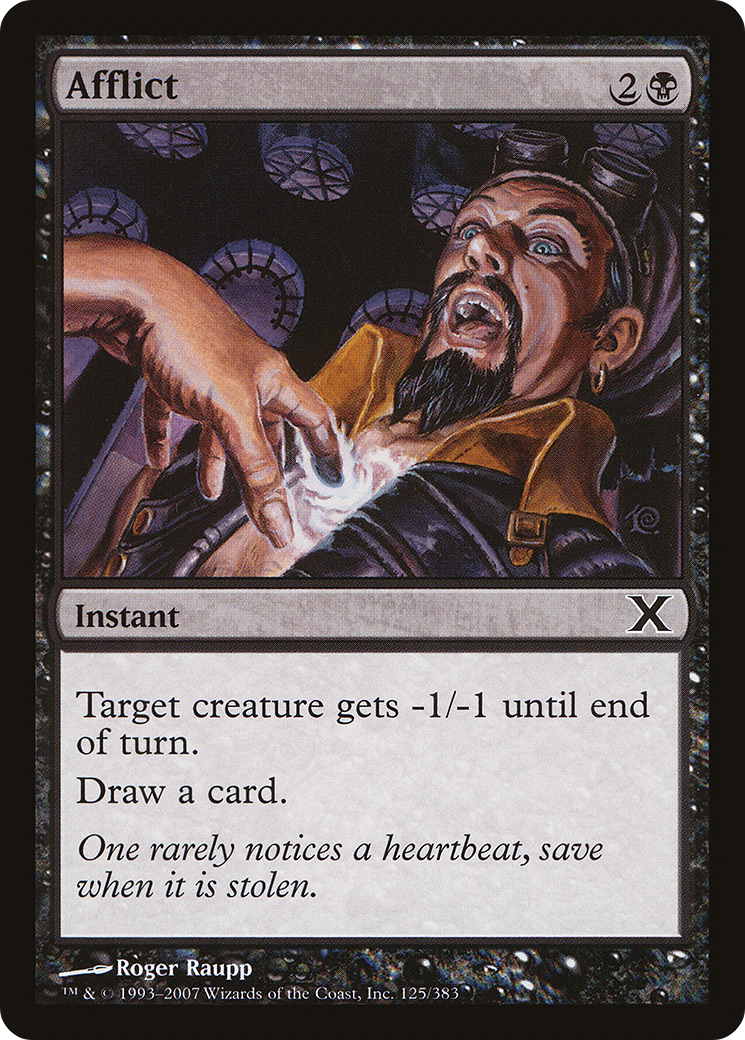 Afflict 2
Instant X
Target creature gets -1/-1 until end
of turn.
Draw a card.
One rarely notices a heartbeat, save
when it is stolen.
Roger Raupp
™ & © 1993–2007 Wizards of the Coast, Inc. 125/383